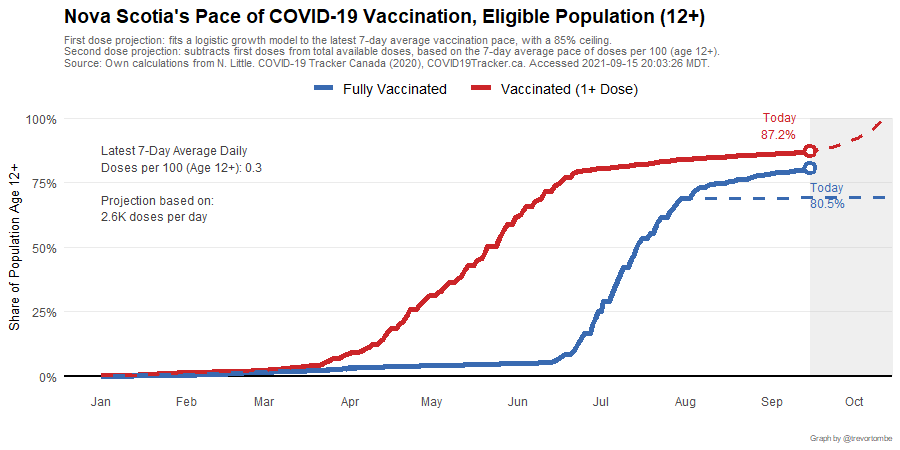 Nova Scotia's Pace of COVID-19 Vaccination, Eligible Population (12+)
First dose projection: fits a logistic growth model to the latest 7-day average vaccination pace, with a 85% ceiling.
Second dose projection: subtracts first doses from total available doses, based on the 7-day average pace of doses per 100 (age 12+).
Source: Own calculations from N. Little. COVID-19 Tracker Canada (2020), COVID19Tracker.ca. Accessed 2021-09-15 20:03:26 MDT.
Fully Vaccinated Vaccinated (1+ Dose)
Share of Population Age 12+
100%
75%
50%
25%
0%
Latest 7-Day Average Daily
Doses per 100 (Age 12+): 0.3
Projection based on:
2.6K doses per day
Today
87.2%
Today
80.5%
Jan Feb Mar Apr May Jun Jul Aug Sep Oct
Graph by @trevortombe